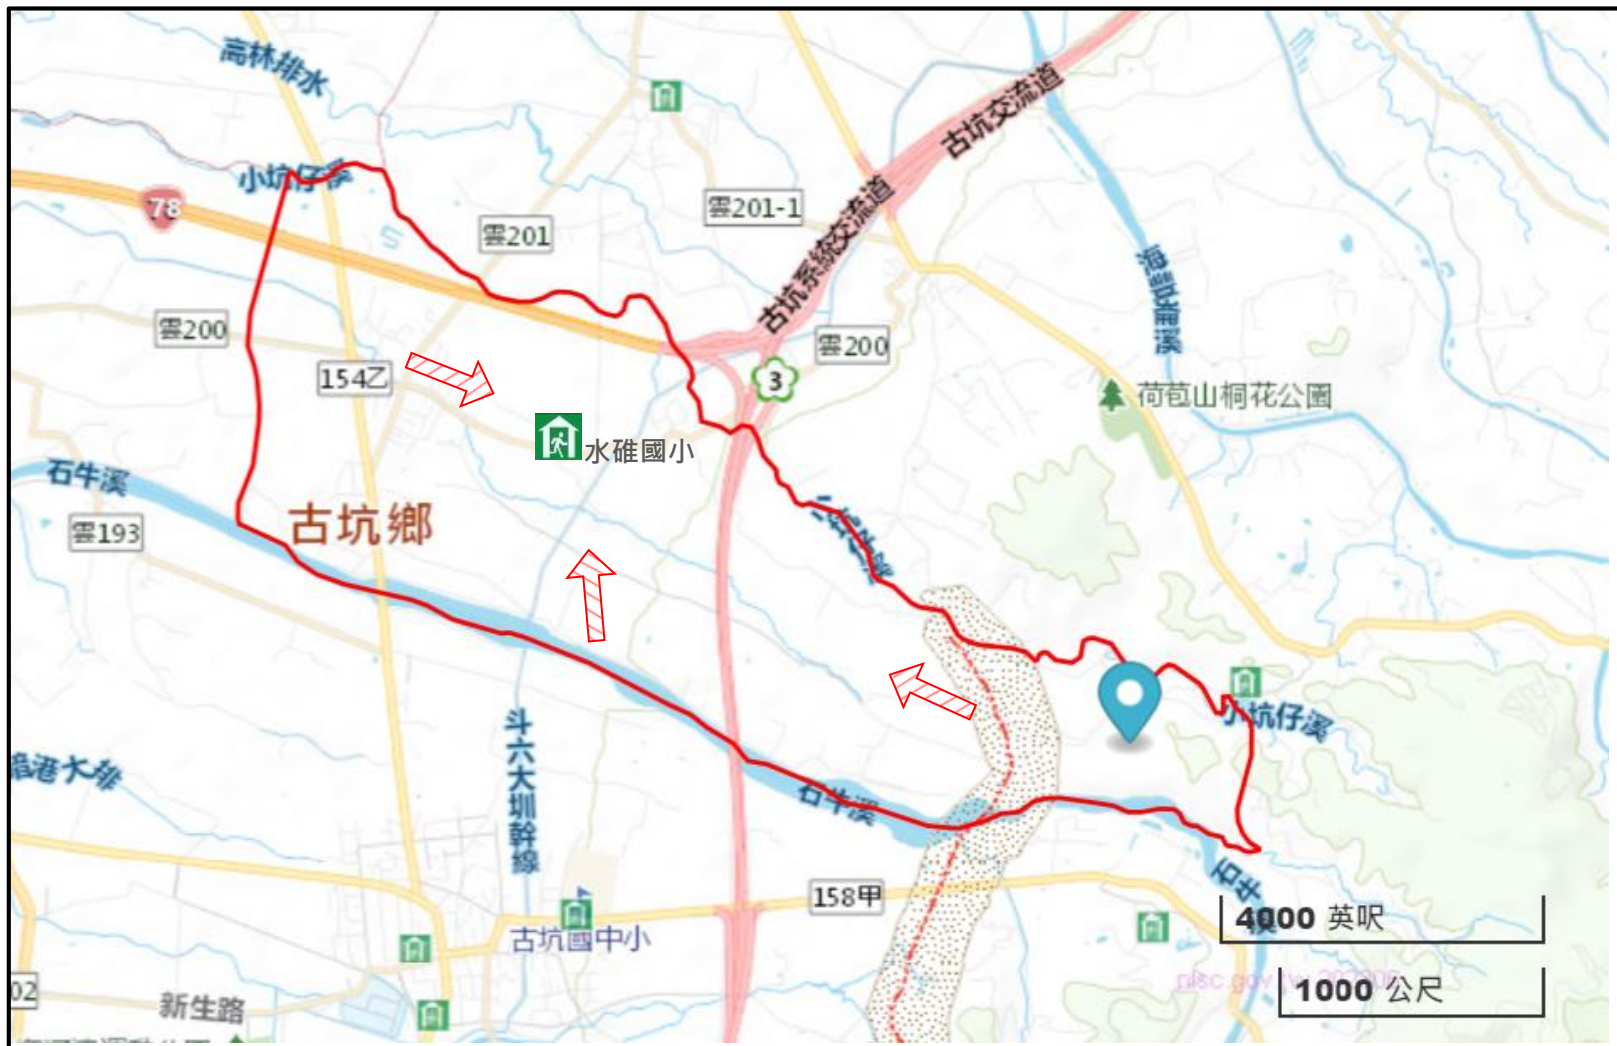 高林排水
古坑交流道
小坑仔溪
78
雲201-1
雲201
古坑系統交流道
雲200
雲200
154乙
3
荷苞山桐花公園
水碓國小
石牛溪
古坑鄉
雲193
小坑仔溪
斗六大圳幹線
石牛溪
158甲
石牛溪
古坑國中小
4000 英呎
1000 公尺
02
新生路